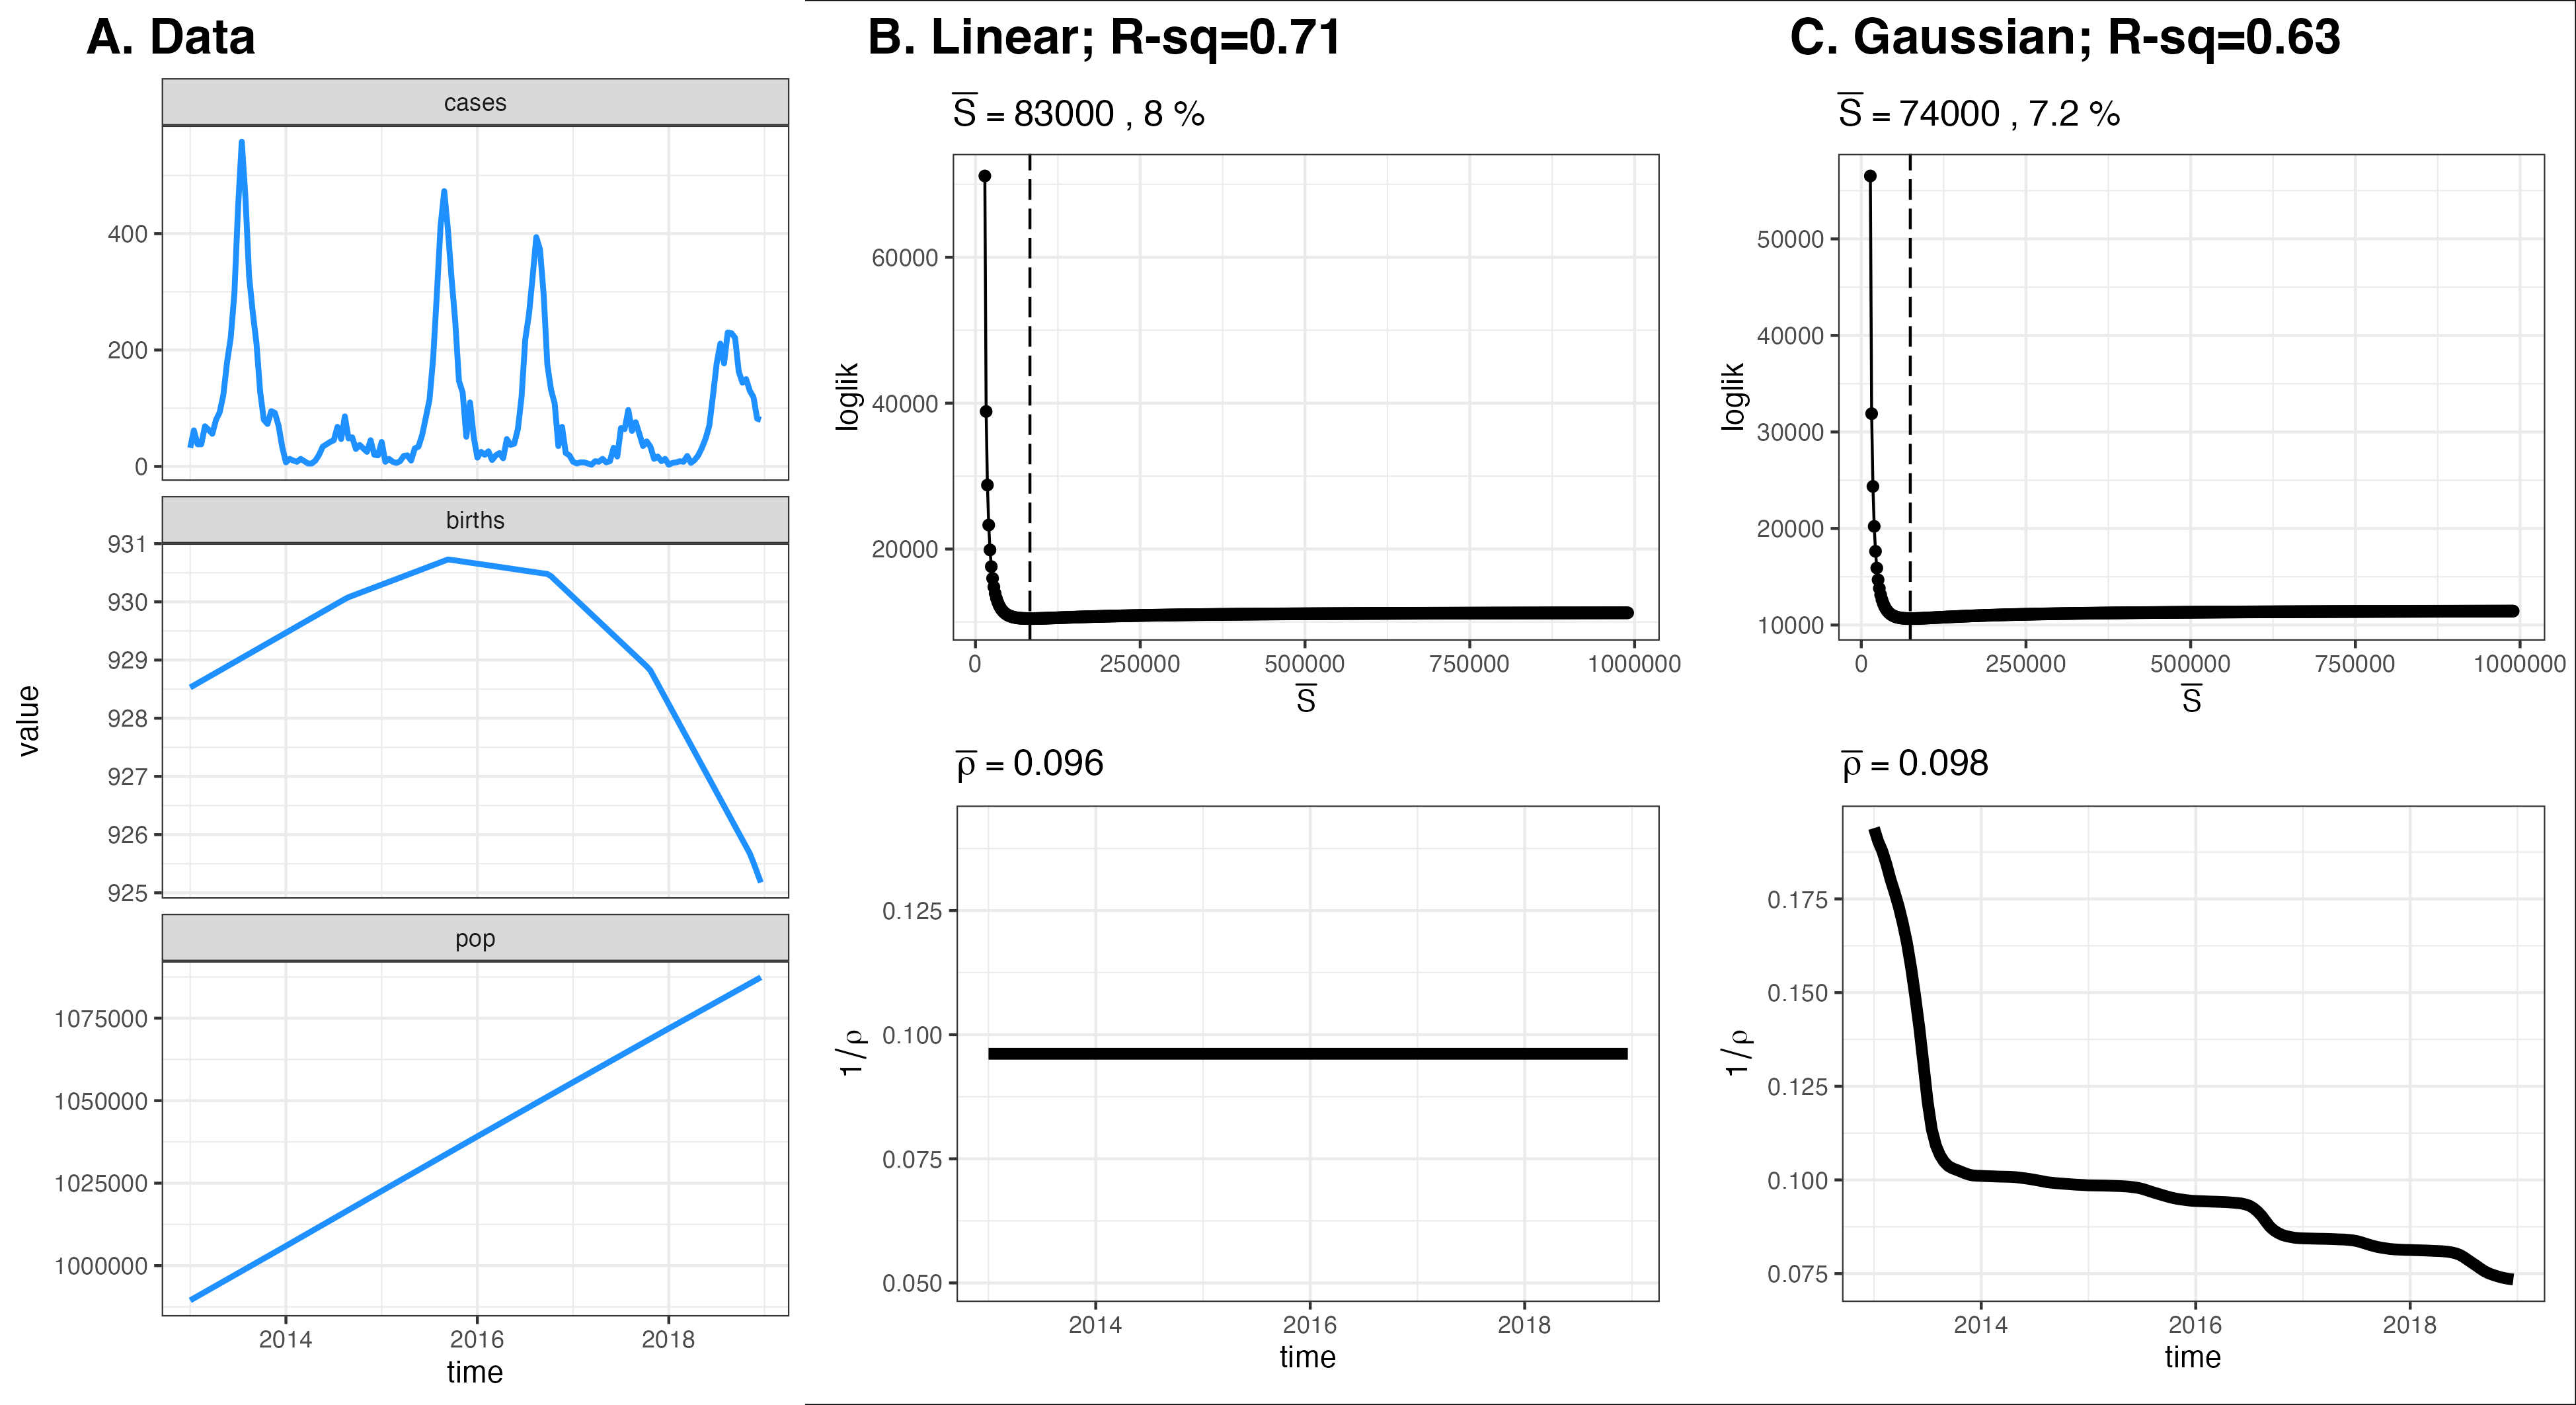 A. Data
cases
400
200
0
births
931
930
929
928
927
926
925
pop
1075000
1050000
1025000
1000000
2014 2016 2018
time
value
B. Linear; R-sq=0.71
S̅ = 83000 , 8 %
60000
40000
20000
loglik
0 250000 500000 750000 1000000
S̅
ρ̅ = 0.096
0.125
0.100
0.075
0.050
1/ρ
2014 2016 2018
time
C. Gaussian; R-sq=0.63
S̅ = 74000 , 7.2 %
50000
40000
30000
20000
10000
loglik
0 250000 500000 750000 1000000
S̅
ρ̅ = 0.098
0.175
0.150
0.125
0.100
0.075
1/ρ
2014 2016 2018
time